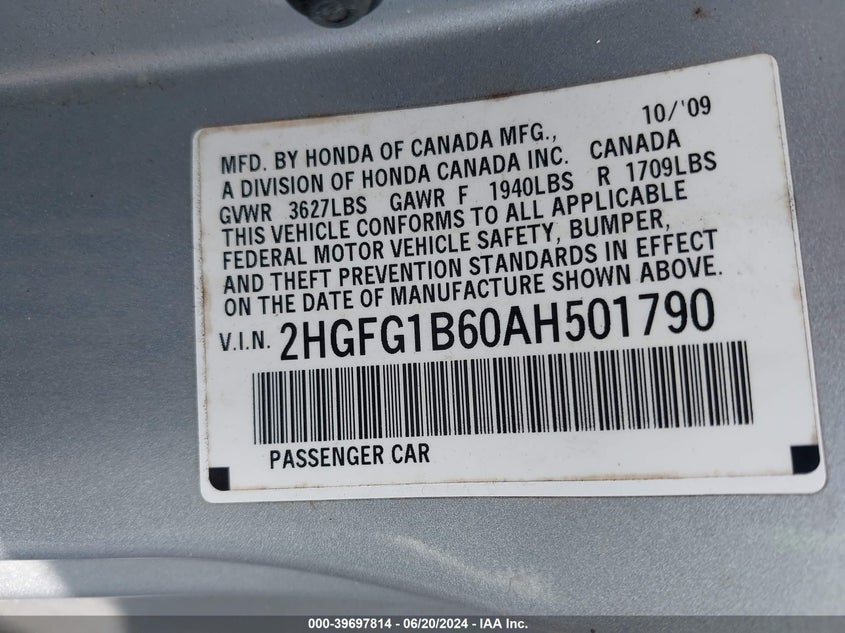 10/'09
MFD. BY HONDA OF CANADA MFG.,
A DIVISION OF HONDA CANADA INC. CANADA
GVWR 3627LBS GAWR F 1940LBS R 1709LBS
THIS VEHICLE CONFORMS TO ALL APPLICABLE
FEDERAL MOTOR VEHICLE SAFETY, BUMPER,
AND THEFT PREVENTION STANDARDS IN EFFECT
ON THE DATE OF MANUFACTURE SHOWN ABOVE.
V.I.N. 2HGFG1B60AH501790
PASSENGER CAR
000-39697814 - 06/20/2024 - IAA Inc.